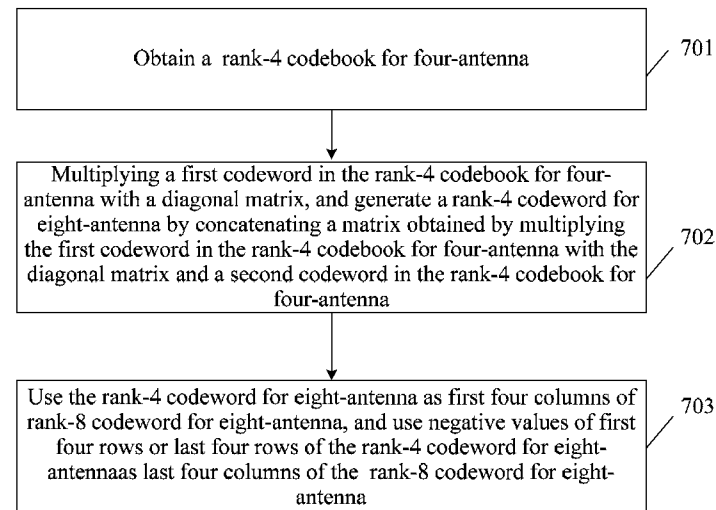 Obtain a rank-4 codebook for four-antenna
701
Multiplying a first codeword in the rank-4 codebook for four-
antenna with a diagonal matrix, and generate a rank-4 codeword for
eight-antenna by concatenating a matrix obtained by multiplying
the first codeword in the rank-4 codebook for four-antenna with the
diagonal matrix and a second codeword in the rank-4 codebook for
four-antenna
702
Use the rank-4 codeword for eight-antenna as first four columns of
rank-8 codeword for eight-antenna, and use negative values of first
four rows or last four rows of the rank-4 codeword for eight-
antennaas last four columns of the rank-8 codeword for eight-
antenna
703